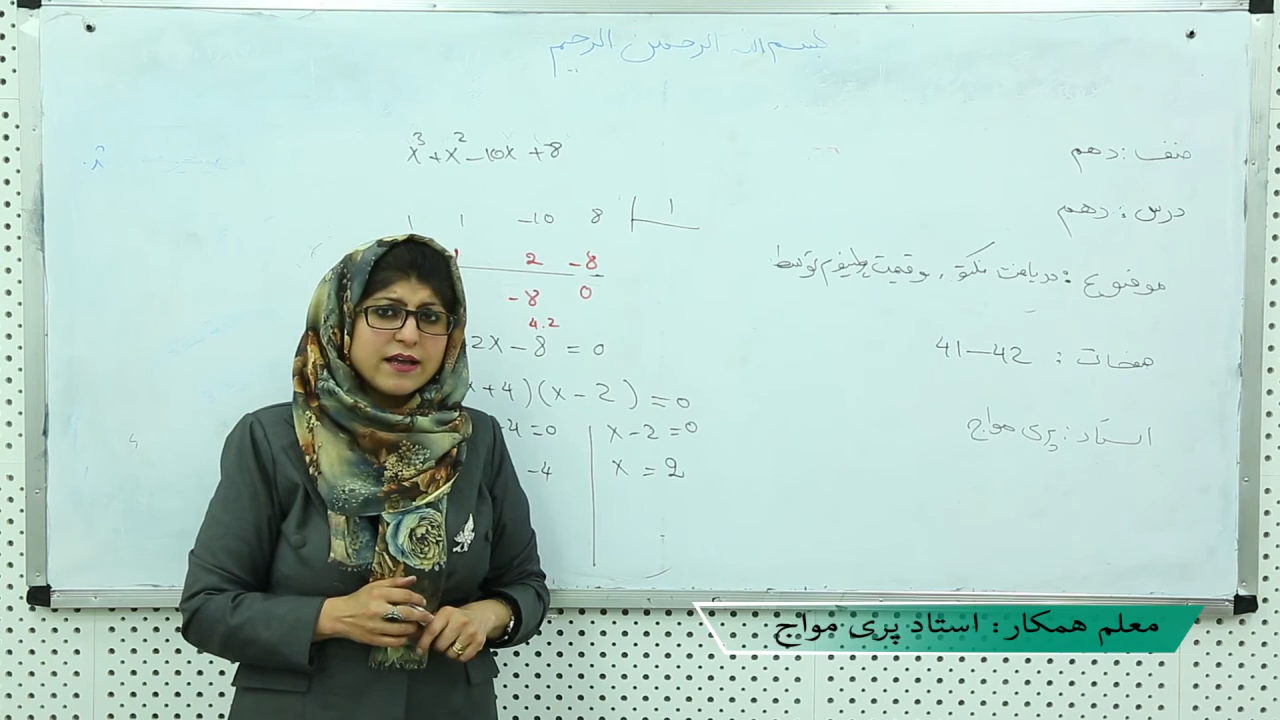 بسم الله الرحمن الرحیم
صنف : دهم
درس : دهم
موضوع : دریافت فکتور و قیمت پولینوم توسط
صفحات : 42—41
استاد : پری مواج
x³ + x² - 10x + 8
1 1 -10 8 | 1
2 -8
-8 0
4.2
2x - 8 = 0
x + 4)(x - 2) = 0
-4 = 0 | x - 2 = 0
-4 | x = 2
معلم همکار : استاد پری مواج